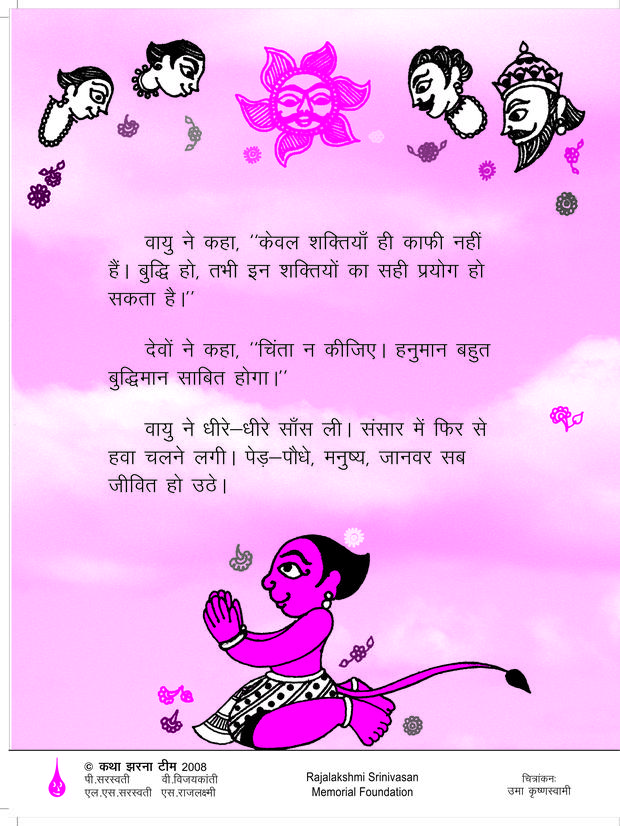 वायु ने कहा, ‘‘केवल शक्तियाँ ही काफी नहीं
हैं। बुद्धि हो, तभी इन शक्तियों का सही प्रयोग हो
सकता है।’’
देवों ने कहा, ‘‘चिंता न कीजिए। हनुमान बहुत
बुद्धिमान साबित होगा।’’
वायु ने धीरे–धीरे साँस ली। संसार में फिर से
हवा चलने लगी। पेड़–पौधे, मनुष्य, जानवर सब
जीवित हो उठे।
© कथा झरना टीम 2008
पी.सरस्वती वी.विजयकांती
एल.एस.सरस्वती एस.राजलक्ष्मी
Rajalakshmi Srinivasan
Memorial Foundation
चित्रांकनः
उमा कृष्णस्वामी